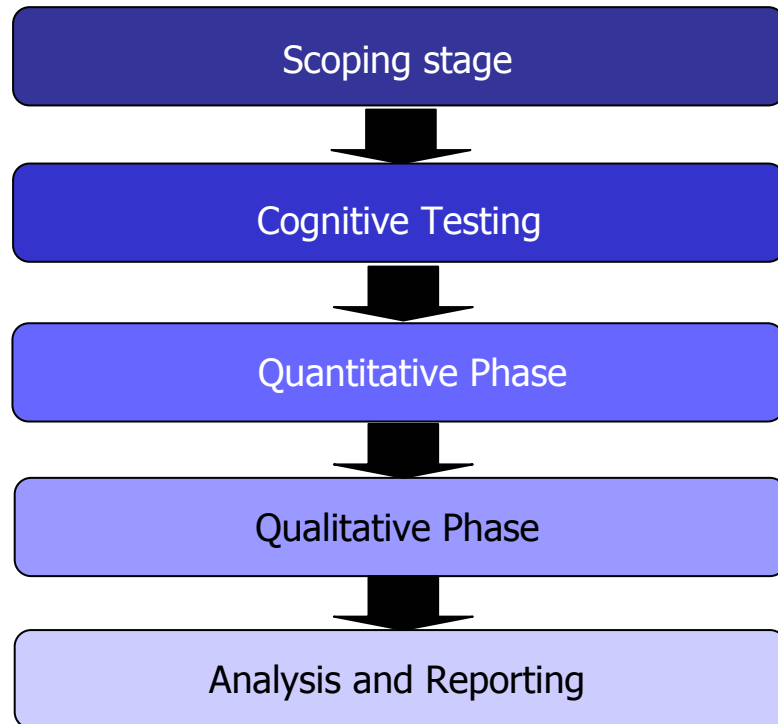 Scoping stage
Cognitive Testing
Quantitative Phase
Qualitative Phase
Analysis and Reporting